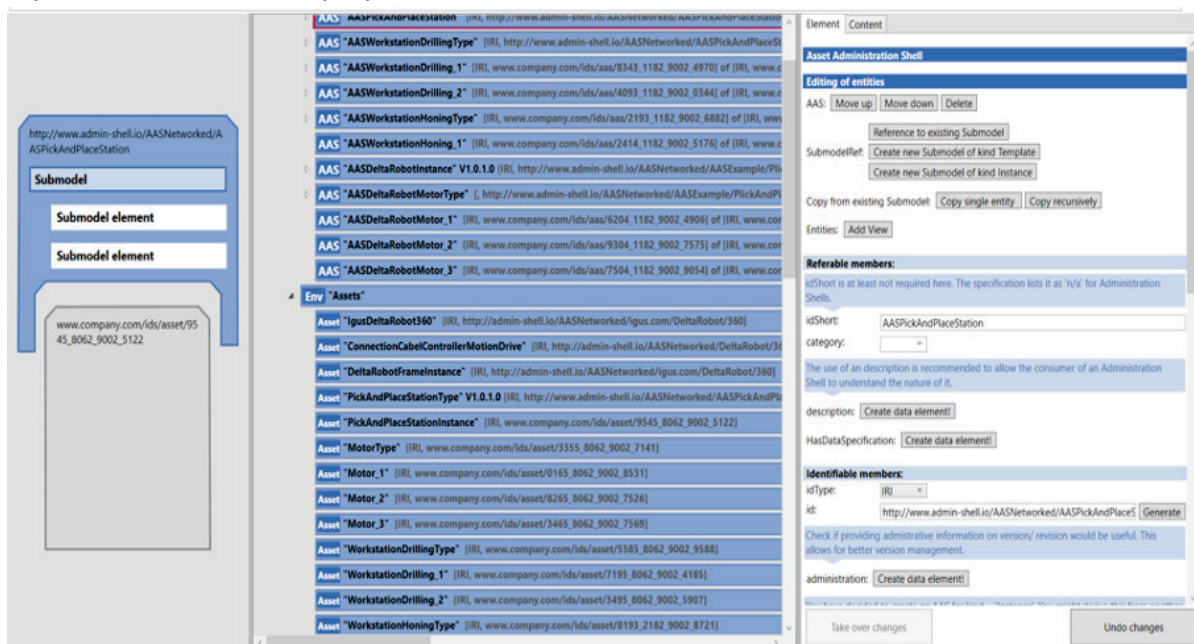 http://www.admin-shell.io/AASNetworked/A
ASPickAndPlaceStation
Submodel
Submodel element
Submodel element
www.company.com/ids/asset/95
45_8062_9002_5122
AAS "AASPickAndPlaceStation" [IRI, http://www.admin-shell.io/AASNetworked/AASPickAndPlaceStatio
AAS "AASWorkstationDrillingType" [IRI, http://www.admin-shell.io/AASNetworked/AASPickAndPlaceSt
AAS "AASWorkstationDrilling_1" [IRI, www.company.com/ids/aas/8343_1182_9002_4970] of [IRI, www.c
AAS "AASWorkstationDrilling_2" [IRI, www.company.com/ids/aas/4093_1182_9002_0344] of [IRI, www.c
AAS "AASWorkstationHoningType" [IRI, www.company.com/ids/aas/2193_1182_9002_6882] of [IRI, www
AAS "AASWorkstationHoning_1" [IRI, www.company.com/ids/aas/2414_1182_9002_5176] of [IRI, www.c
AAS "AASDeltaRobotInstance" V1.0.1.0 [IRI, http://www.admin-shell.io/AASNetworked/AASExample/Pli
AAS "AASDeltaRobotMotorType" [, http://www.admin-shell.io/AASNetworked/AASExample/PlickAndPl
AAS "AASDeltaRobotMotor_1" [IRI, www.company.com/ids/aas/6204_1182_9002_4906] of [IRI, www.cor
AAS "AASDeltaRobotMotor_2" [IRI, www.company.com/ids/aas/9304_1182_9002_7575] of [IRI, www.cor
AAS "AASDeltaRobotMotor_3" [IRI, www.company.com/ids/aas/7504_1182_9002_9054] of [IRI, www.cor
Env "Assets"
Asset "IgusDeltaRobot360" [IRI, http://admin-shell.io/AASNetworked/igus.com/DeltaRobot/360]
Asset "ConnectionCabelControllerMotionDrive" [IRI, http://admin-shell.io/AASNetworked/DeltaRobot/36
Asset "DeltaRobotFrameInstance" [IRI, http://admin-shell.io/AASNetworked/igus.com/DeltaRobot/360]
Asset "PickAndPlaceStationType" V1.0.1.0 [IRI, http://www.admin-shell.io/AASNetworked/AASPickAndPla
Asset "PickAndPlaceStationInstance" [IRI, www.company.com/ids/asset/9545_8062_9002_5122]
Asset "MotorType" [IRI, www.company.com/ids/asset/3355_8062_9002_7141]
Asset "Motor_1" [IRI, www.company.com/ids/asset/0165_8062_9002_8531]
Asset "Motor_2" [IRI, www.company.com/ids/asset/8265_8062_9002_7526]
Asset "Motor_3" [IRI, www.company.com/ids/asset/3465_8062_9002_7569]
Asset "WorkstationDrillingType" [IRI, www.company.com/ids/asset/5585_8062_9002_9588]
Asset "WorkstationDrilling_1" [IRI, www.company.com/ids/asset/7195_8062_9002_4185]
Asset "WorkstationDrilling_2" [IRI, www.company.com/ids/asset/3495_8062_9002_5907]
Asset "WorkstationHoningType" [IRI, www.company.com/ids/asset/8193_2182_9002_8721]
Element Content
Asset Administration Shell
Editing of entities
AAS: Move up Move down Delete
Reference to existing Submodel
SubmodelRef: Create new Submodel of kind Template
Create new Submodel of kind Instance
Copy from existing Submodel: Copy single entity Copy recursively
Entities: Add View
Referable members:
idShort is at least not required here. The specification lists it as 'n/a' for Administration
Shells.
idShort: AASPickAndPlaceStation
category:
The use of an description is recommended to allow the consumer of an Administration
Shell to understand the nature of it.
description: Create data element!
HasDataSpecification: Create data element!
Identifiable members:
idType: IRI
id: http://www.admin-shell.io/AASNetworked/AASPickAndPlaceS Generate
Check if providing admistrative information on version/ revision would be useful. This
allows for better version management.
administration: Create data element!
Take over changes Undo changes